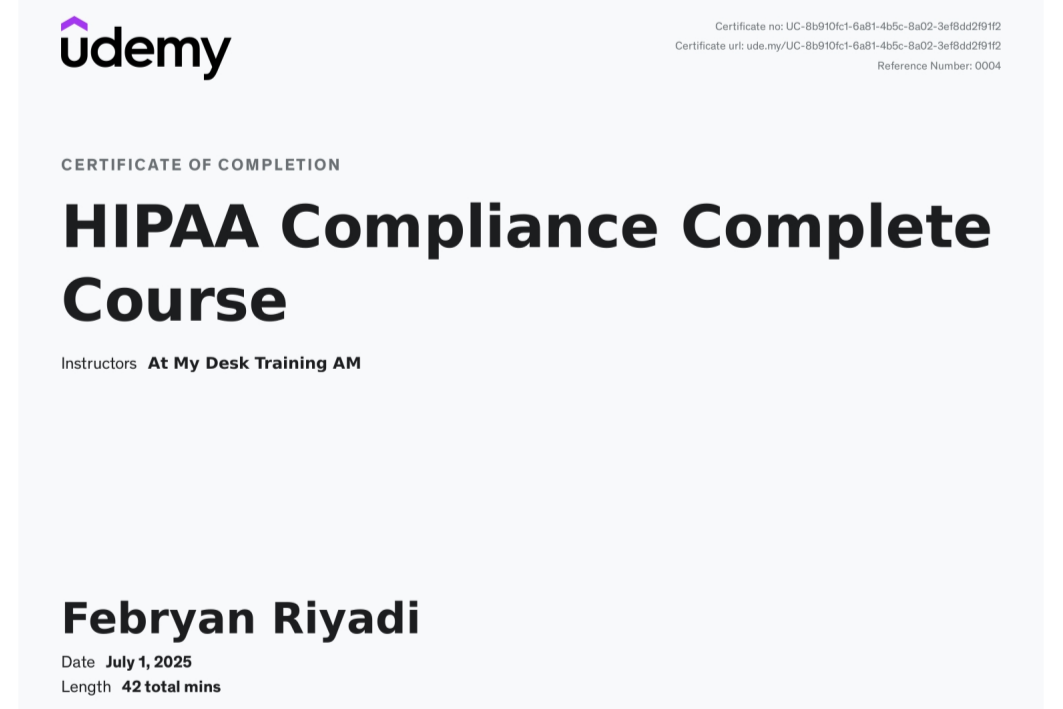 udemy
Certificate no: UC-8b910fc1-6a81-4b5c-8a02-3ef8dd2f91f2
Certificate url: ude.my/UC-8b910fc1-6a81-4b5c-8a02-3ef8dd2f91f2
Reference Number: 0004
CERTIFICATE OF COMPLETION
HIPAA Compliance Complete
Course
Instructors At My Desk Training AM
Febryan Riyadi
Date July 1, 2025
Length 42 total mins